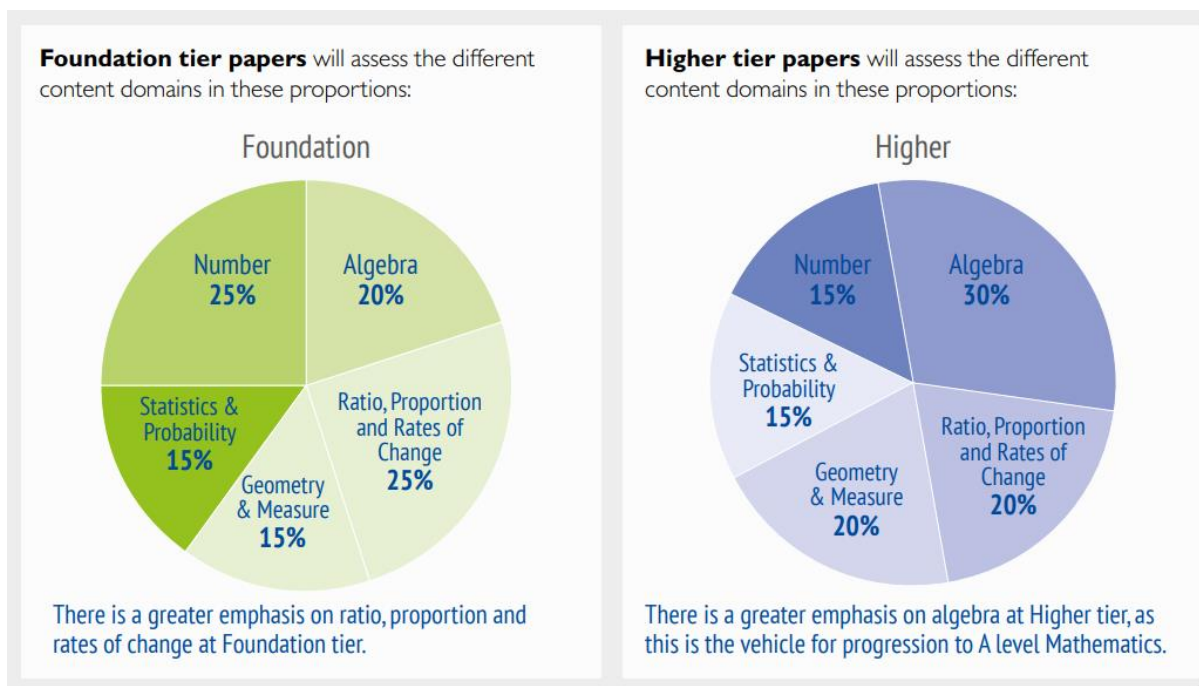 Foundation tier papers will assess the different
content domains in these proportions:
Foundation
Number
25%
Algebra
20%
Statistics &
Probability
15%
Ratio, Proportion
and Rates of
Change
25%
Geometry
& Measure
15%
There is a greater emphasis on ratio, proportion and
rates of change at Foundation tier.
Higher tier papers will assess the different
content domains in these proportions:
Higher
Number
15%
Algebra
30%
Statistics &
Probability
15%
Ratio, Proportion
and Rates of
Change
20%
Geometry
& Measure
20%
There is a greater emphasis on algebra at Higher tier, as
this is the vehicle for progression to A level Mathematics.